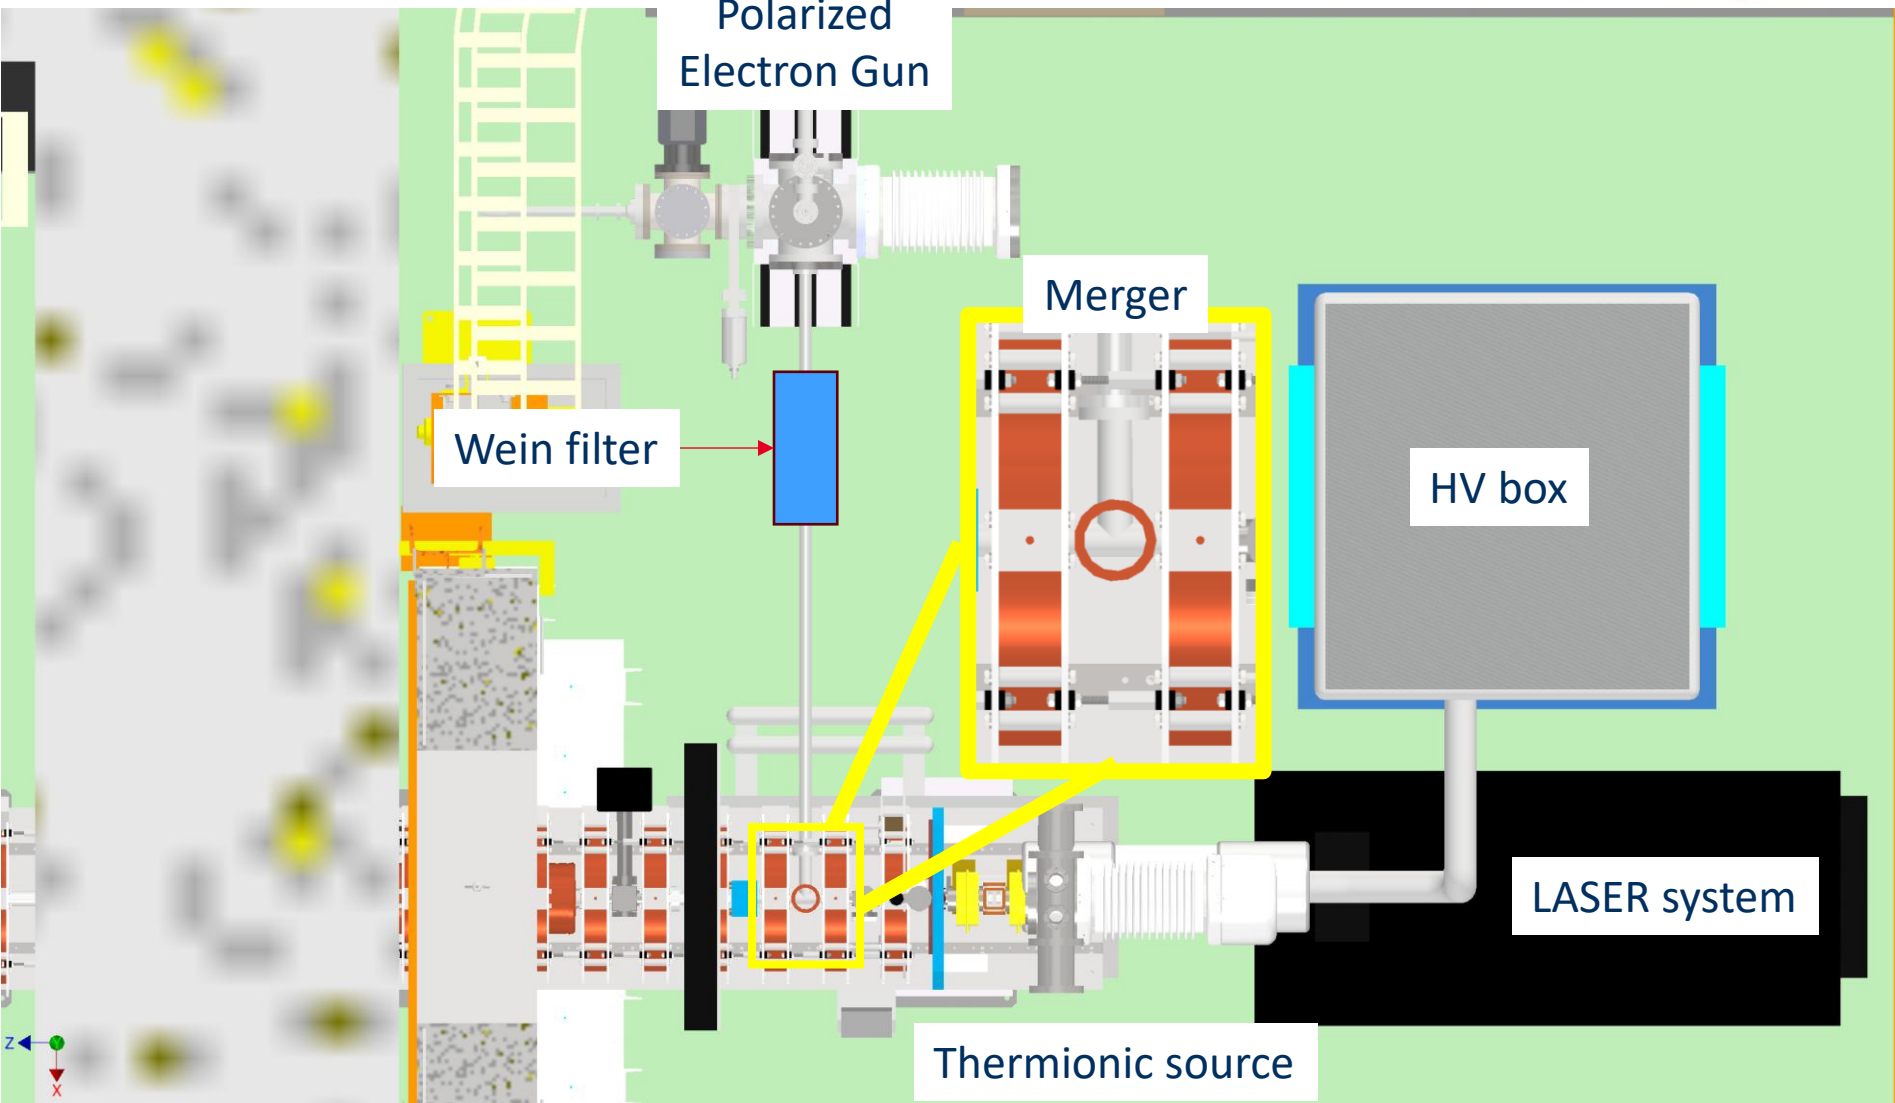 Polarized
Electron Gun
Merger
Wein filter
HV box
LASER system
Thermionic source
Z
Y
X